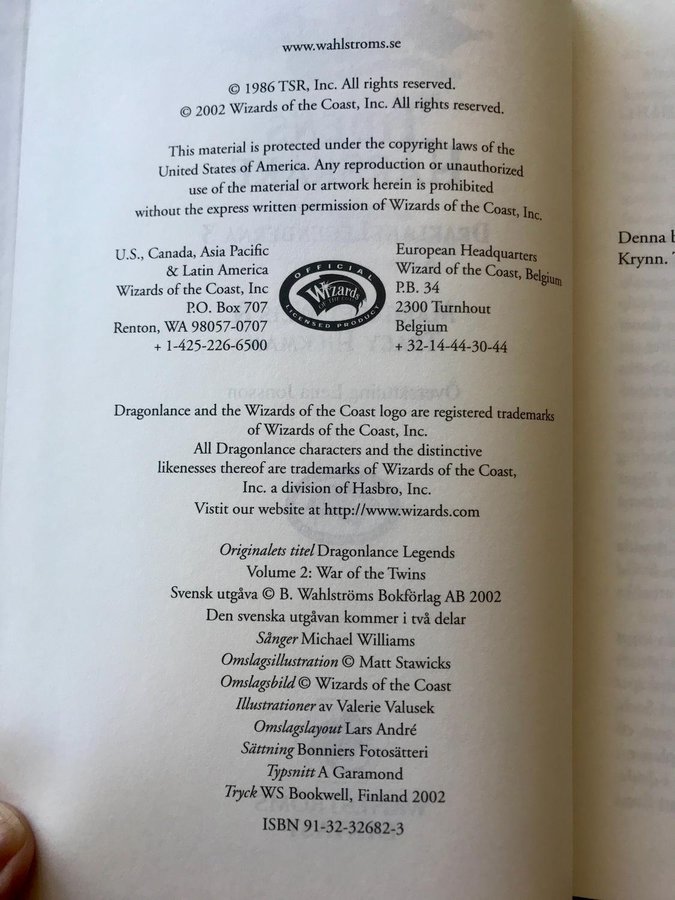 www.wahlstroms.se
© 1986 TSR, Inc. All rights reserved.
© 2002 Wizards of the Coast, Inc. All rights reserved.
This material is protected under the copyright laws of the
United States of America. Any reproduction or unauthorized
use of the material or artwork herein is prohibited
without the express written permission of Wizards of the Coast, Inc.
U.S., Canada, Asia Pacific
& Latin America
Wizards of the Coast, Inc
P.O. Box 707
Renton, WA 98057-0707
+ 1-425-226-6500
OFFICIAL
Wizards
OF THE COAST
LICENSED PRODUCT
European Headquarters
Wizard of the Coast, Belgium
P.B. 34
2300 Turnhout
Belgium
+ 32-14-44-30-44
Dragonlance and the Wizards of the Coast logo are registered trademarks
of Wizards of the Coast, Inc.
All Dragonlance characters and the distinctive
likenesses thereof are trademarks of Wizards of the Coast,
Inc. a division of Hasbro, Inc.
Vistit our website at http://www.wizards.com
Originalets titel Dragonlance Legends
Volume 2: War of the Twins
Svensk utgåva © B. Wahlströms Bokförlag AB 2002
Den svenska utgåvan kommer i två delar
Sånger Michael Williams
Omslagsillustration © Matt Stawicks
Omslagsbild © Wizards of the Coast
Illustrationer av Valerie Valusek
Omslagslayout Lars André
Sättning Bonniers Fotosätteri
Typsnitt A Garamond
Tryck WS Bookwell, Finland 2002
ISBN 91-32-32682-3
Denna
Krynn.